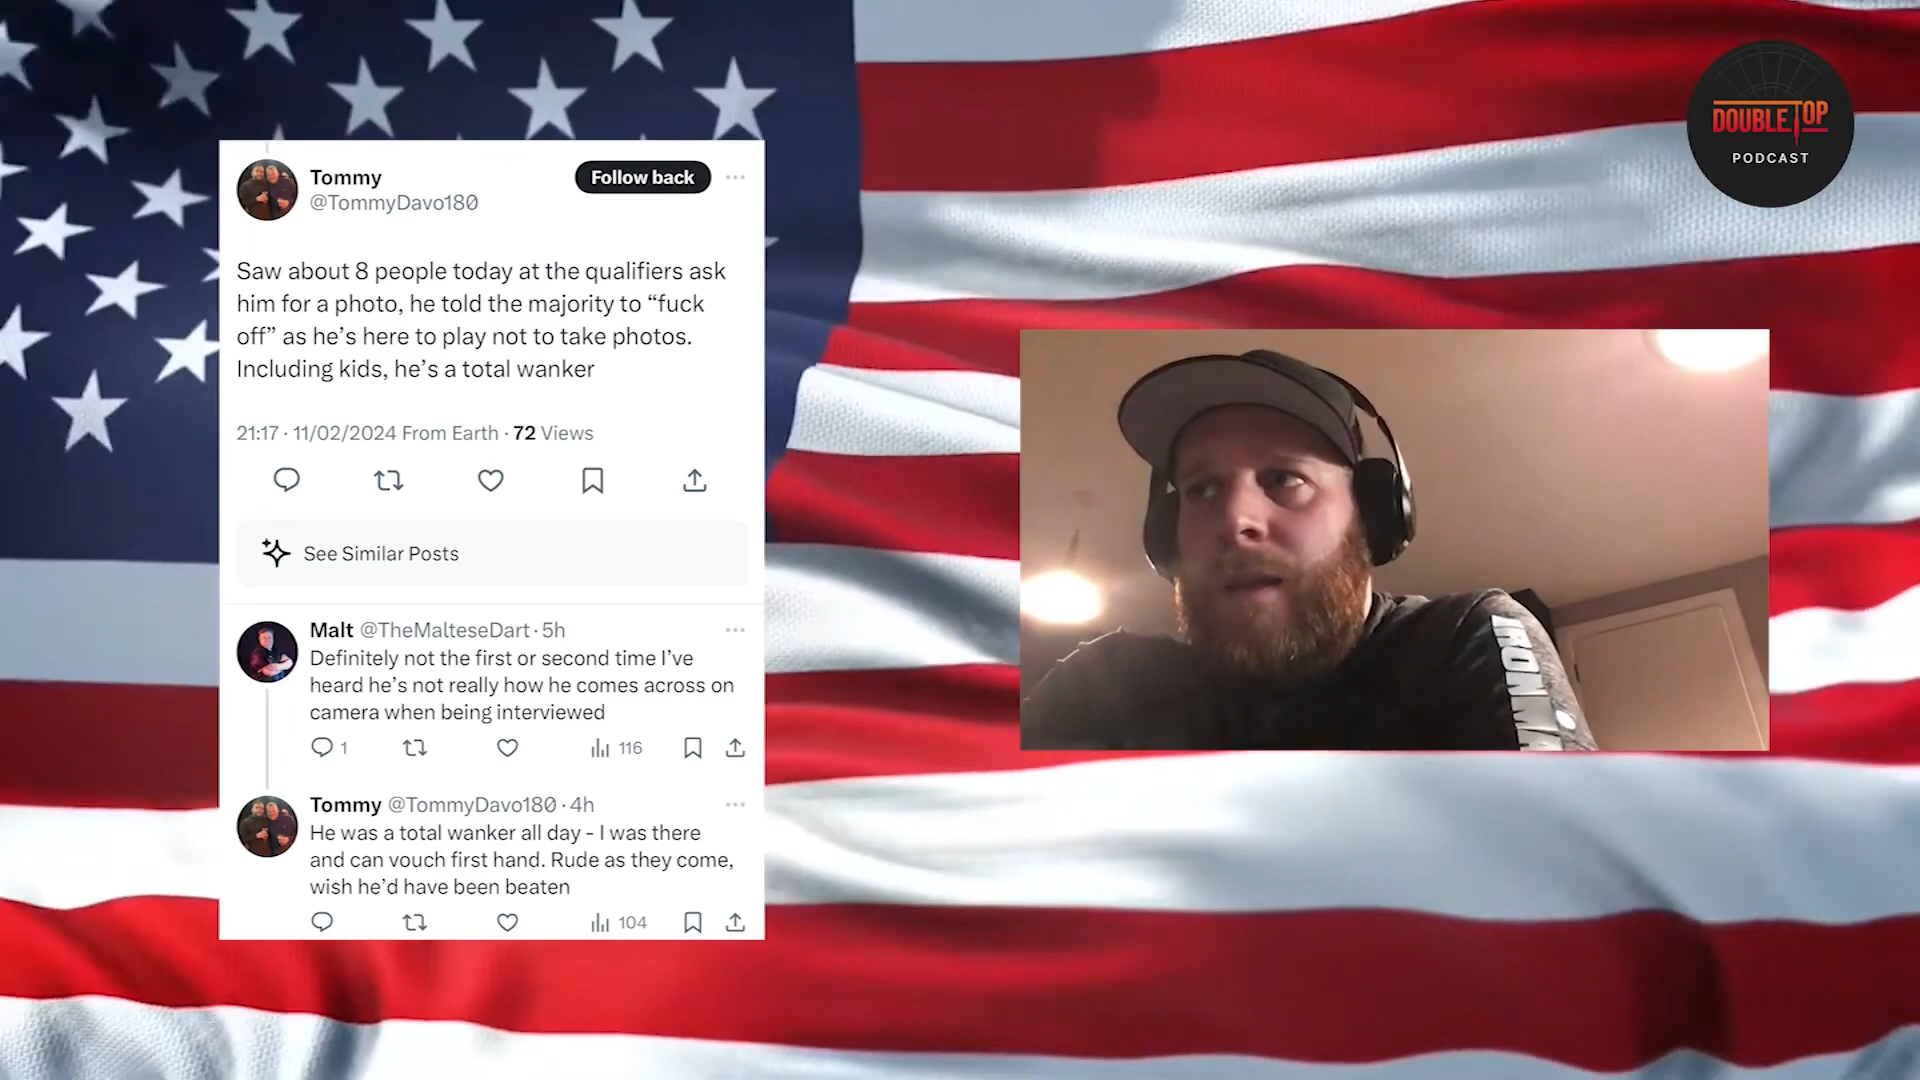 Tommy
@TommyDavo180
Follow back
Saw about 8 people today at the qualifiers ask
him for a photo, he told the majority to “fuck
off” as he’s here to play not to take photos.
Including kids, he’s a total wanker
21:17 · 11/02/2024 From Earth · 72 Views
See Similar Posts
Malt @TheMalteseDart · 5h
Definitely not the first or second time I’ve
heard he’s not really how he comes across on
camera when being interviewed
1
116
Tommy @TommyDavo180 · 4h
He was a total wanker all day - I was there
and can vouch first hand. Rude as they come,
wish he’d have been beaten
104
DOUBLE TOP
PODCAST